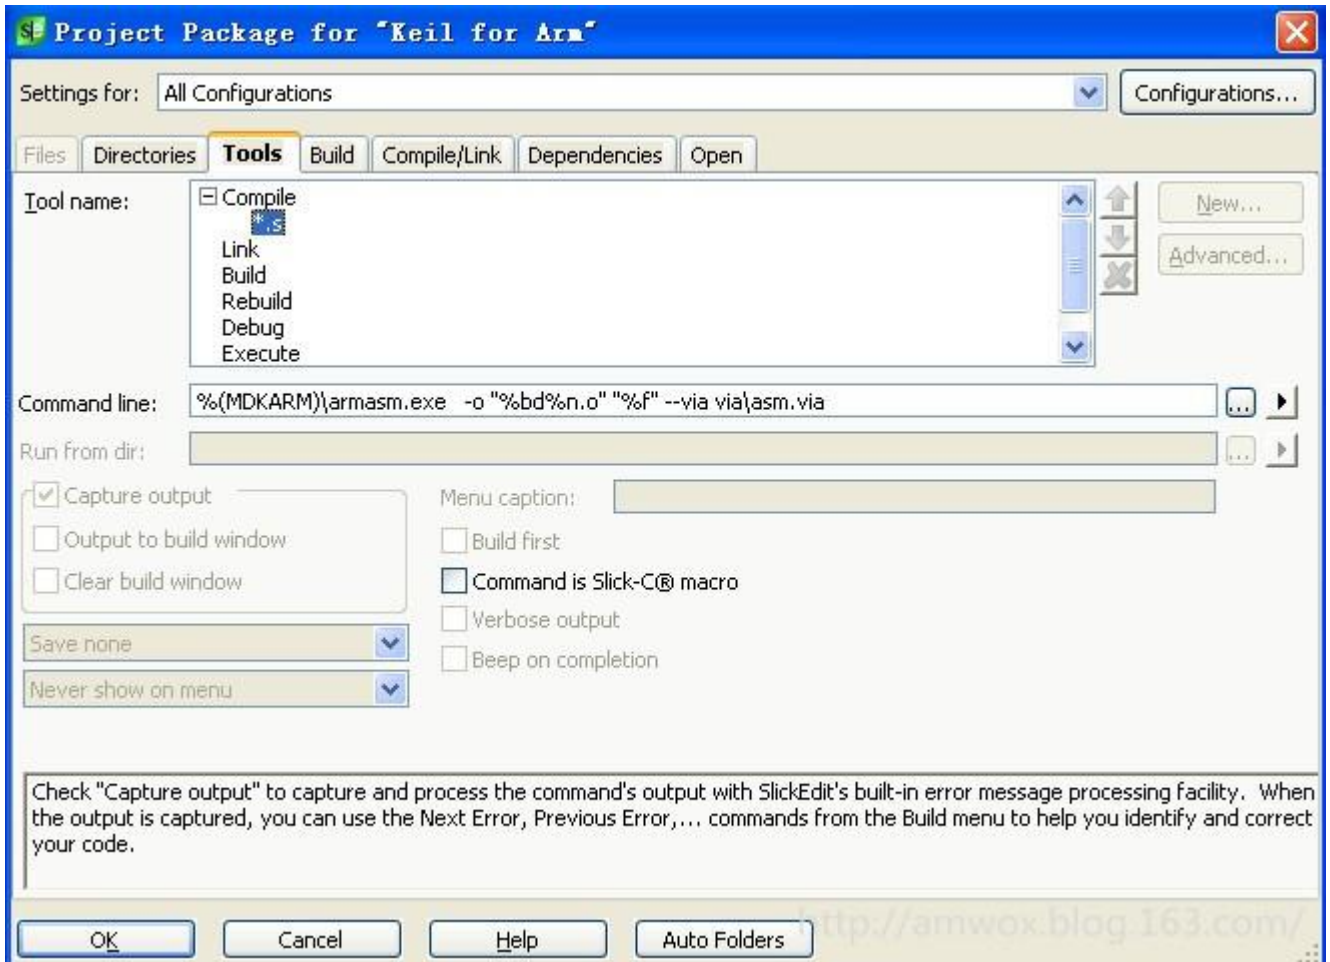 Project Package for "Keil for Arm"
Settings for: All Configurations Configurations...
Files Directories Tools Build Compile/Link Dependencies Open
Tool name:
Compile
*.s
Link
Build
Rebuild
Debug
Execute
New...
Advanced...
Command line: %(MDKARM)\armasm.exe -o "%bd%n.o" "%f" --via via\asm.via ...
Run from dir: ...
Capture output
Output to build window
Clear build window
Save none
Never show on menu
Menu caption:
Build first
Command is Slick-C® macro
Verbose output
Beep on completion
Check "Capture output" to capture and process the command's output with SlickEdit's built-in error message processing facility. When
the output is captured, you can use the Next Error, Previous Error,... commands from the Build menu to help you identify and correct
your code.
OK Cancel Help Auto Folders
http://amwox.blog.163.com/